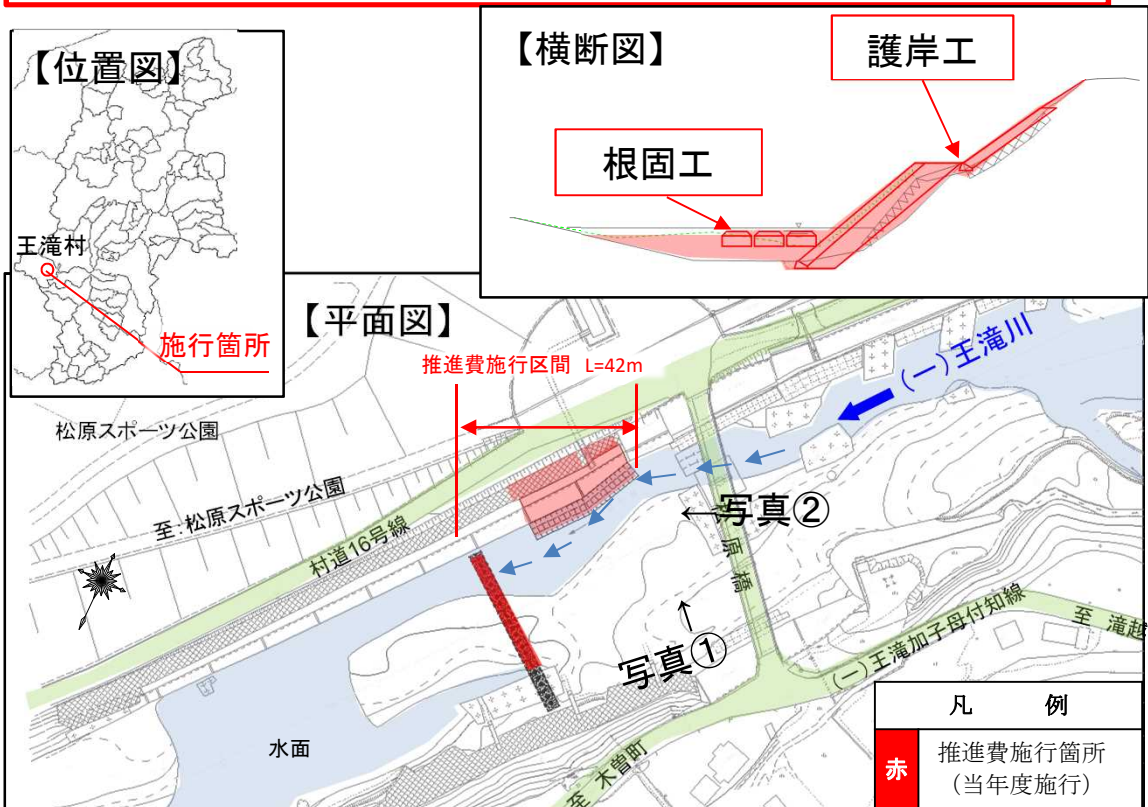 【位置図】
王滝村
施行箇所
【横断図】
護岸工
根固工
【平面図】
推進費施行区間 L=42m
(一)王滝川
松原スポーツ公園
至:松原スポーツ公園
村道16号線
←写真②
原橋
↑
写真①
(一)王滝加子母付知線
至 滝越
至 木曽町
水面
凡 例
赤
推進費施行箇所
(当年度施行)